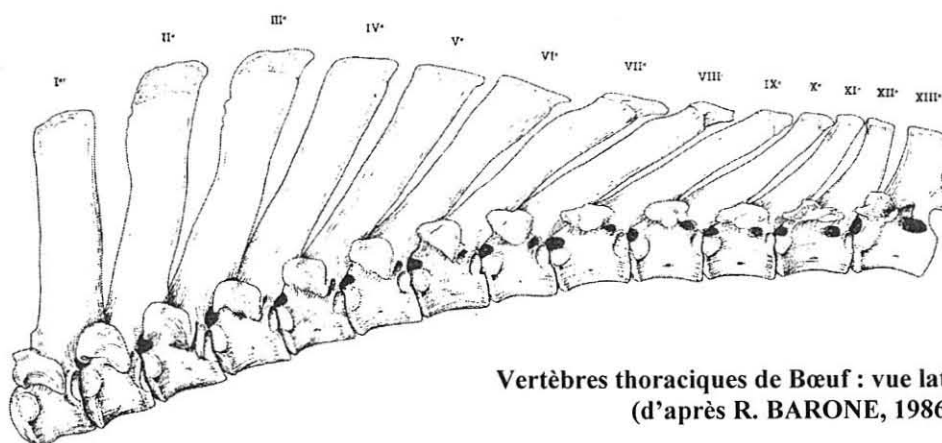 Iᵉʳ IIᵉ IIIᵉ IVᵉ Vᵉ VIᵉ VIIᵉ VIII IXᵉ Xᵉ XIᵉ XIIᵉ XIIIᵉ
Vertèbres thoraciques de Bœuf : vue lat
(d'après R. BARONE, 1986